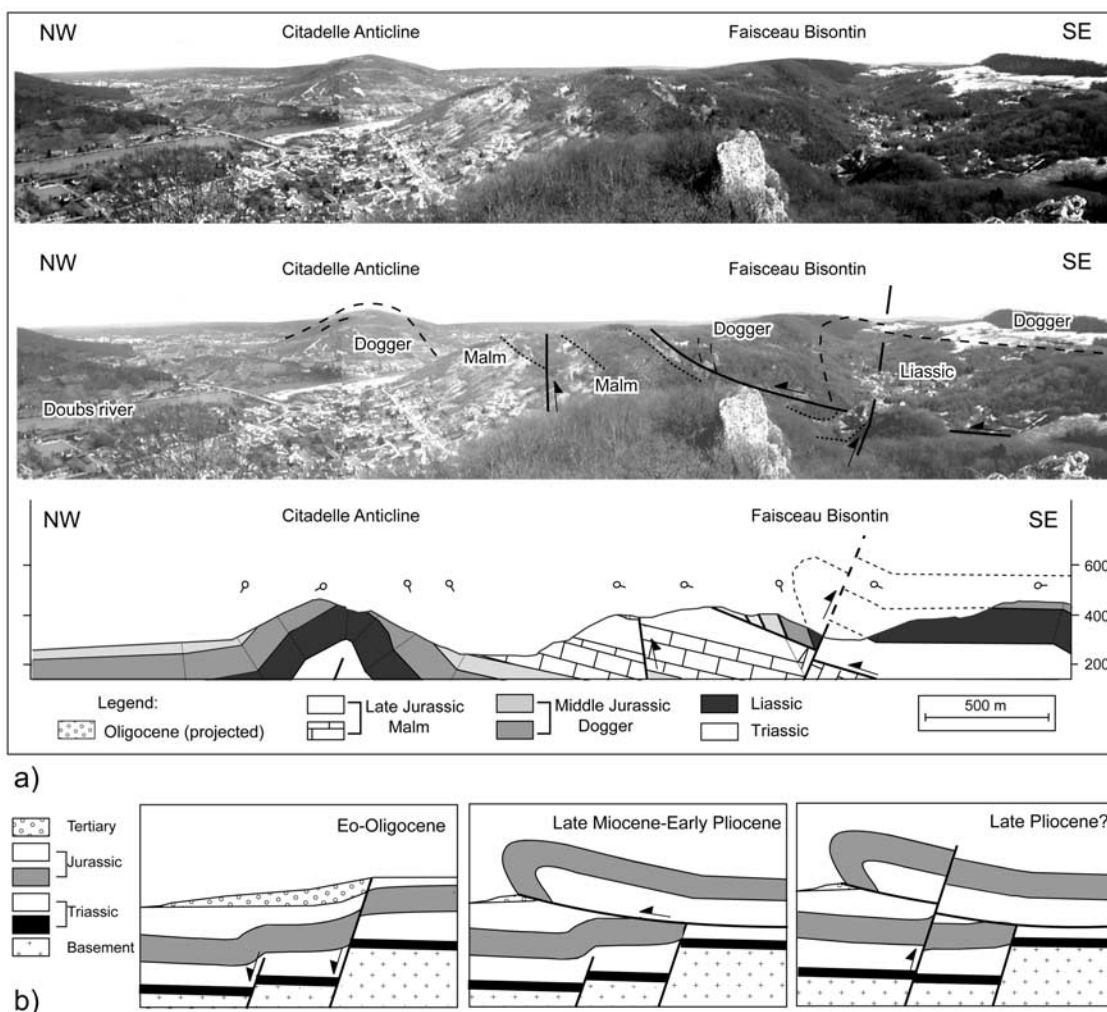 NW Citadelle Anticline Faisceau Bisontin SE
NW Citadelle Anticline Faisceau Bisontin SE
Dogger Dogger
Dogger Malm Liassic
Malm
Doubs river
NW Citadelle Anticline Faisceau Bisontin SE
600
400
200
Legend: Late Jurassic Middle Jurassic Liassic
Malm Dogger
Oligocene (projected) Triassic 500 m
a)
Tertiary
Jurassic
Triassic
Basement
Eo-Oligocene Late Miocene-Early Pliocene Late Pliocene?
b)